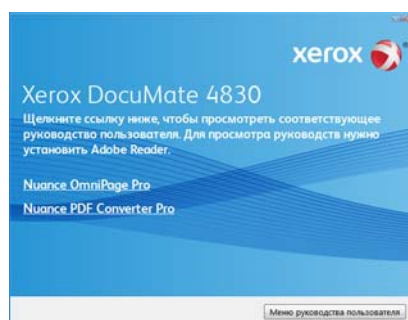 xerox
Xerox DocuMate 4830
Щелкните ссылку ниже, чтобы просмотреть соответствующее
руководство пользователя. Для просмотра руководств нужно
установить Adobe Reader.
Nuance OmniPage Pro
Nuance PDF Converter Pro
Меню руководства пользователя